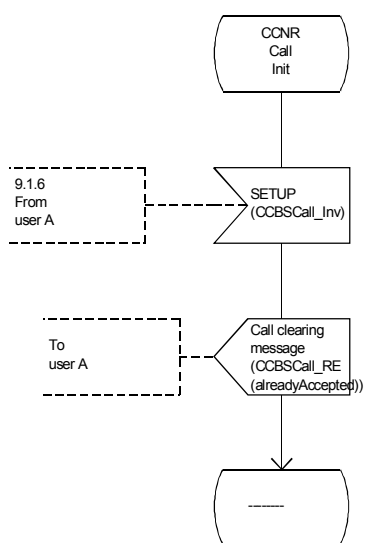 CCNR
Call
Init
9.1.6
From
user A
SETUP
(CCBSCall_Inv)
To
user A
Call clearing
message
(CCBSCall_RE
(alreadyAccepted))
--------